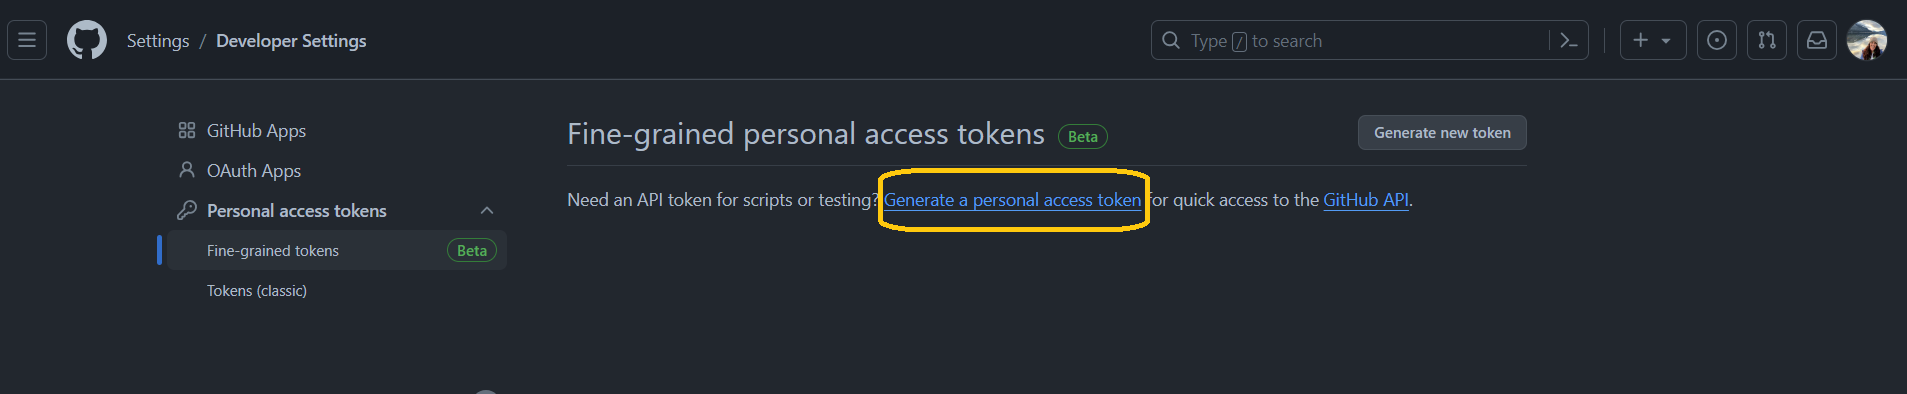 Settings / Developer Settings
Type / to search
GitHub Apps
OAuth Apps
Personal access tokens
Fine-grained tokens Beta
Tokens (classic)
Fine-grained personal access tokens Beta
Generate new token
Need an API token for scripts or testing? Generate a personal access token for quick access to the GitHub API.